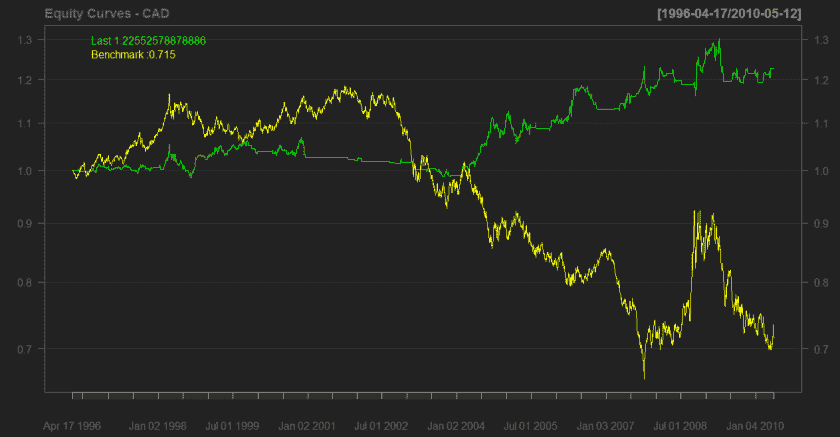 Equity Curves - CAD [1996-04-17/2010-05-12]
Last 1.22552578878886
Benchmark :0.715
1.3 1.3
1.2 1.2
1.1 1.1
1.0 1.0
0.9 0.9
0.8 0.8
0.7 0.7
Apr 17 1996 Jan 02 1998 Jul 01 1999 Jan 02 2001 Jul 01 2002 Jan 02 2004 Jul 01 2005 Jan 03 2007 Jul 01 2008 Jan 04 2010